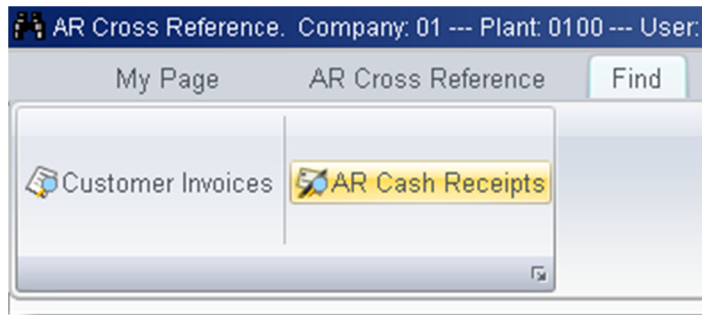 AR Cross Reference. Company: 01 --- Plant: 0100 --- User:
My Page AR Cross Reference Find
Customer Invoices AR Cash Receipts